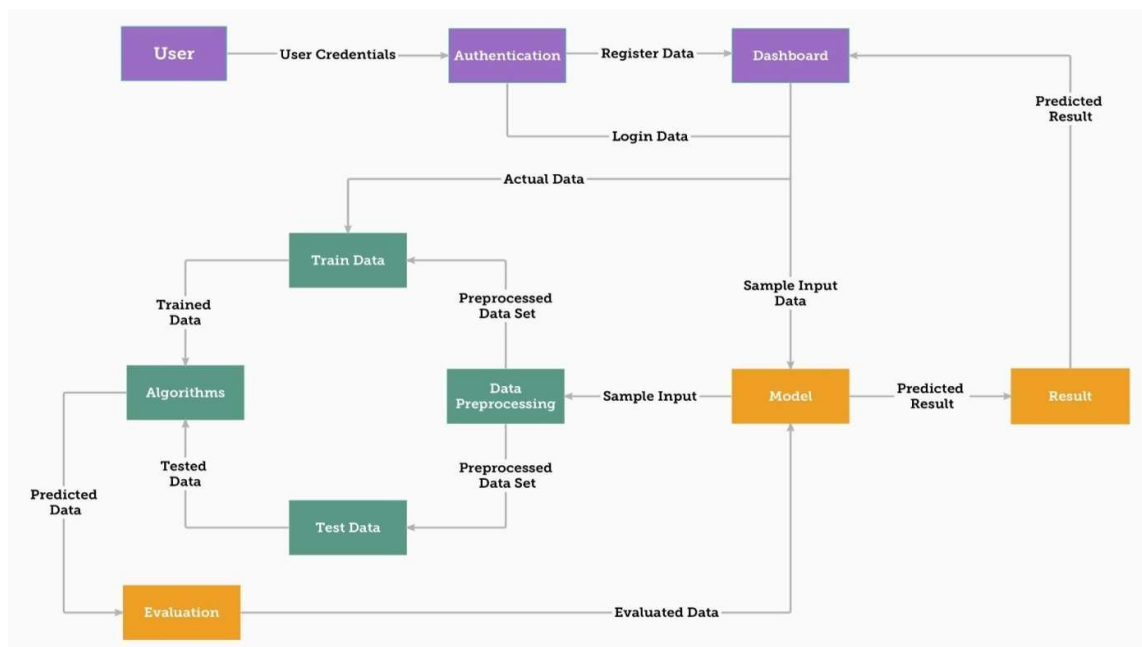 User
User Credentials
Authentication
Register Data
Dashboard
Predicted
Result
Login Data
Actual Data
Train Data
Trained
Data
Preprocessed
Data Set
Sample Input
Data
Algorithms
Data
Preprocessing
Sample Input
Model
Predicted
Result
Result
Tested
Data
Preprocessed
Data Set
Predicted
Data
Test Data
Evaluation
Evaluated Data